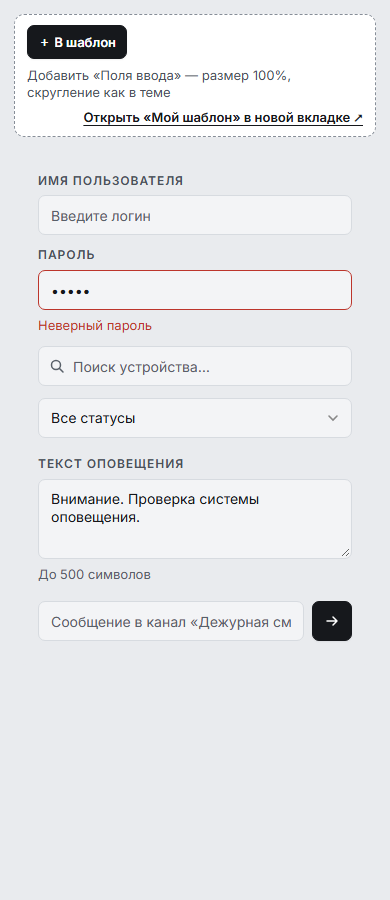 + В шаблон
Добавить «Поля ввода» — размер 100%,
скругление как в теме
Открыть «Мой шаблон» в новой вкладке ↗
ИМЯ ПОЛЬЗОВАТЕЛЯ
Введите логин
ПАРОЛЬ
•••••
Неверный пароль
Поиск устройства…
Все статусы
ТЕКСТ ОПОВЕЩЕНИЯ
Внимание. Проверка системы
оповещения.
До 500 символов
Сообщение в канал «Дежурная см
→